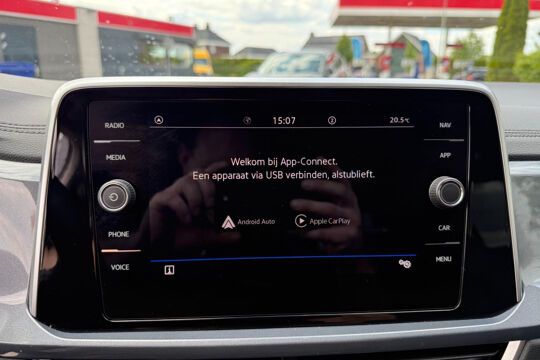 RADIO
MEDIA
PHONE
VOICE
15:07
2
20.5°C
Welkom bij App-Connect.
Een apparaat via USB verbinden, alstublieft.
Android Auto
Apple CarPlay
NAV
APP
CAR
MENU